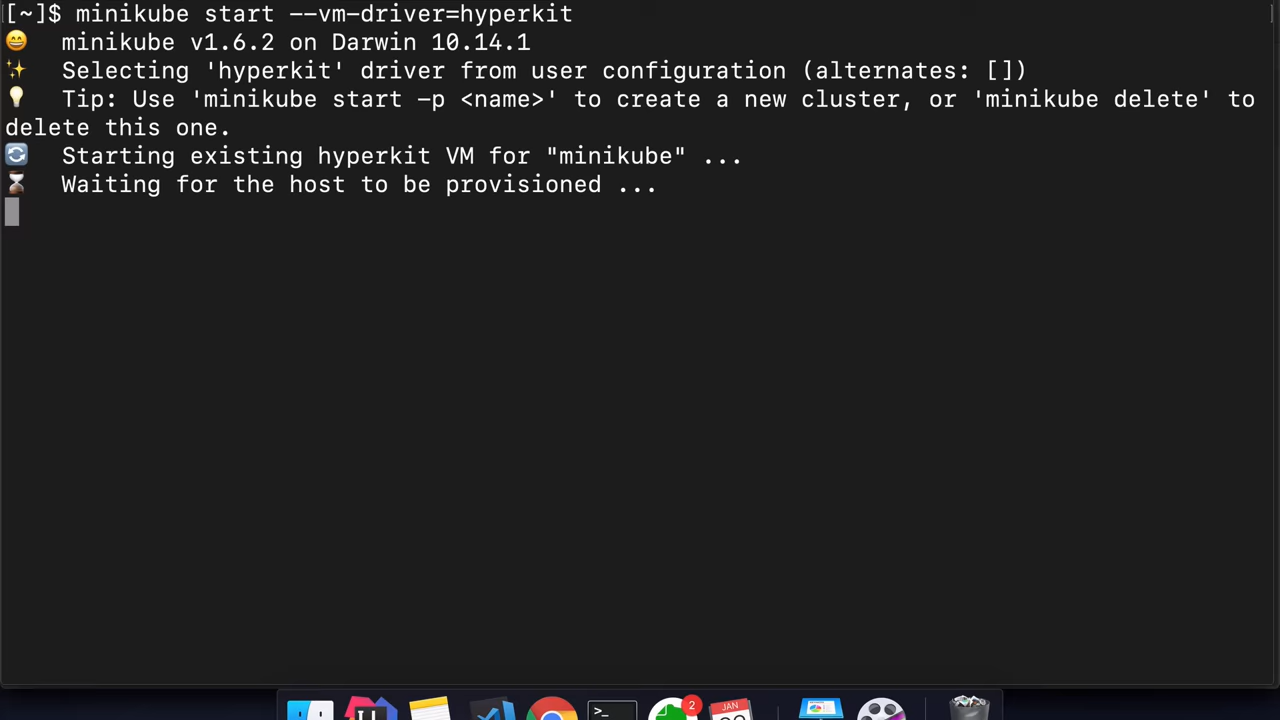 [~]$ minikube start --vm-driver=hyperkit
😄   minikube v1.6.2 on Darwin 10.14.1
✨   Selecting 'hyperkit' driver from user configuration (alternates: [])
💡   Tip: Use 'minikube start -p <name>' to create a new cluster, or 'minikube delete' to
delete this one.
🔄   Starting existing hyperkit VM for "minikube" ...
⌛   Waiting for the host to be provisioned ...
2
>_
JAN